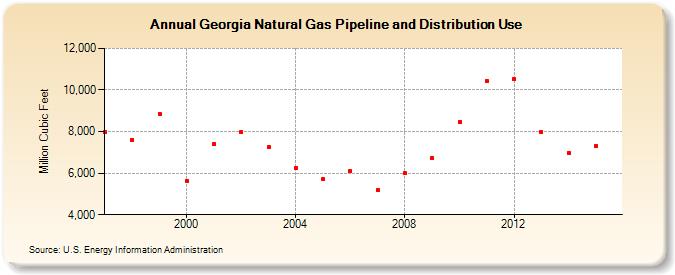 Annual Georgia Natural Gas Pipeline and Distribution Use
Million Cubic Feet
12,000
10,000
8,000
6,000
4,000
2000 2004 2008 2012
Source: U.S. Energy Information Administration